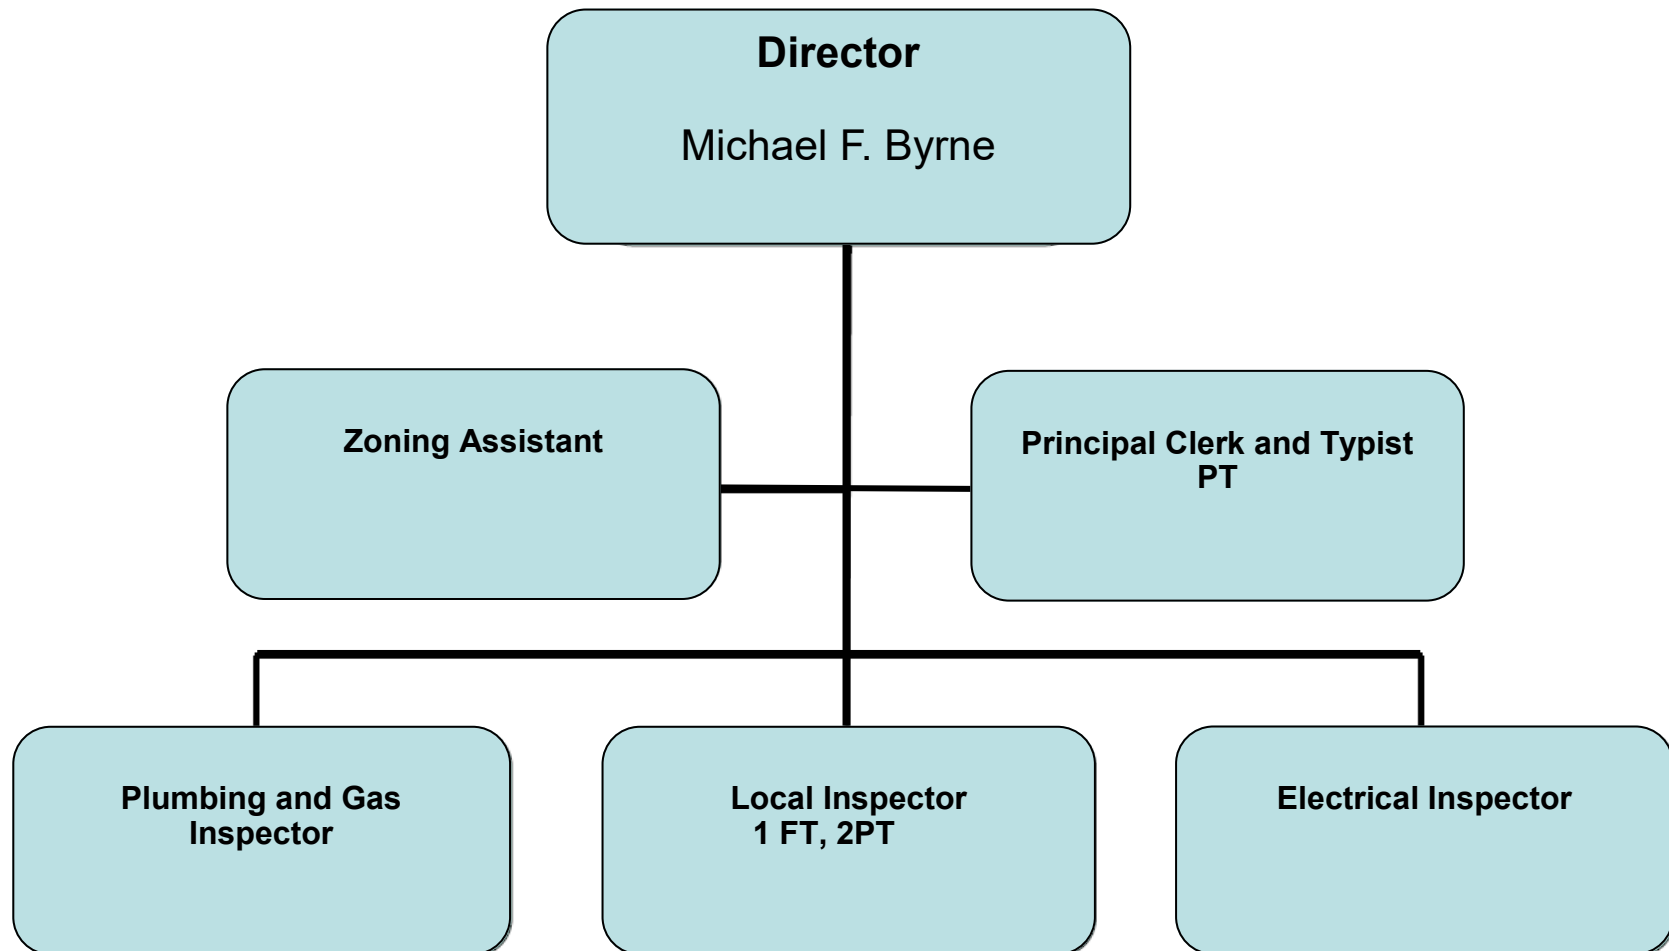 Director
Michael F. Byrne
Zoning Assistant
Principal Clerk and Typist
PT
Plumbing and Gas
Inspector
Local Inspector
1 FT, 2PT
Electrical Inspector